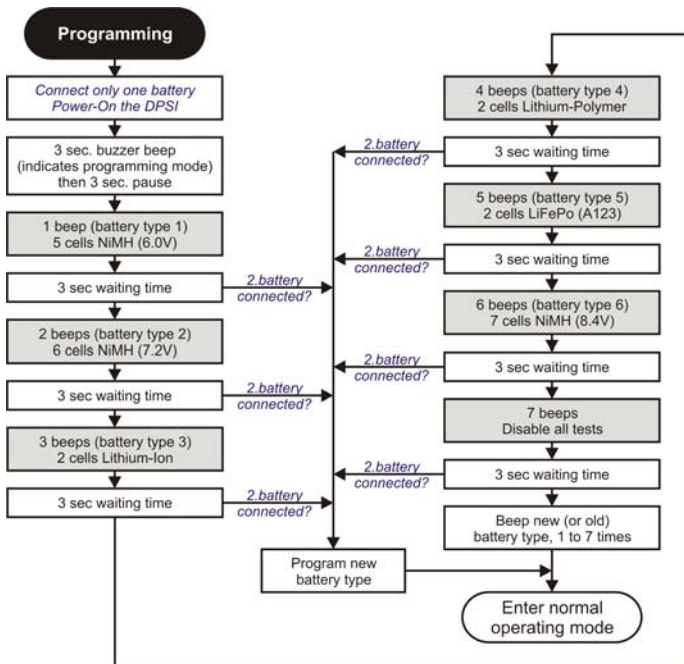 Programming
Connect only one battery
Power-On the DPSI
3 sec. buzzer beep
(indicates programming mode)
then 3 sec. pause
1 beep (battery type 1)
5 cells NiMH (6.0V)
3 sec waiting time
2.battery
connected?
2 beeps (battery type 2)
6 cells NiMH (7.2V)
3 sec waiting time
2.battery
connected?
3 beeps (battery type 3)
2 cells Lithium-Ion
3 sec waiting time
2.battery
connected?
4 beeps (battery type 4)
2 cells Lithium-Polymer
2.battery
connected?
3 sec waiting time
5 beeps (battery type 5)
2 cells LiFePo (A123)
2.battery
connected?
3 sec waiting time
6 beeps (battery type 6)
7 cells NiMH (8.4V)
2.battery
connected?
3 sec waiting time
7 beeps
Disable all tests
2.battery
connected?
3 sec waiting time
Beep new (or old)
battery type, 1 to 7 times
Program new
battery type
Enter normal
operating mode